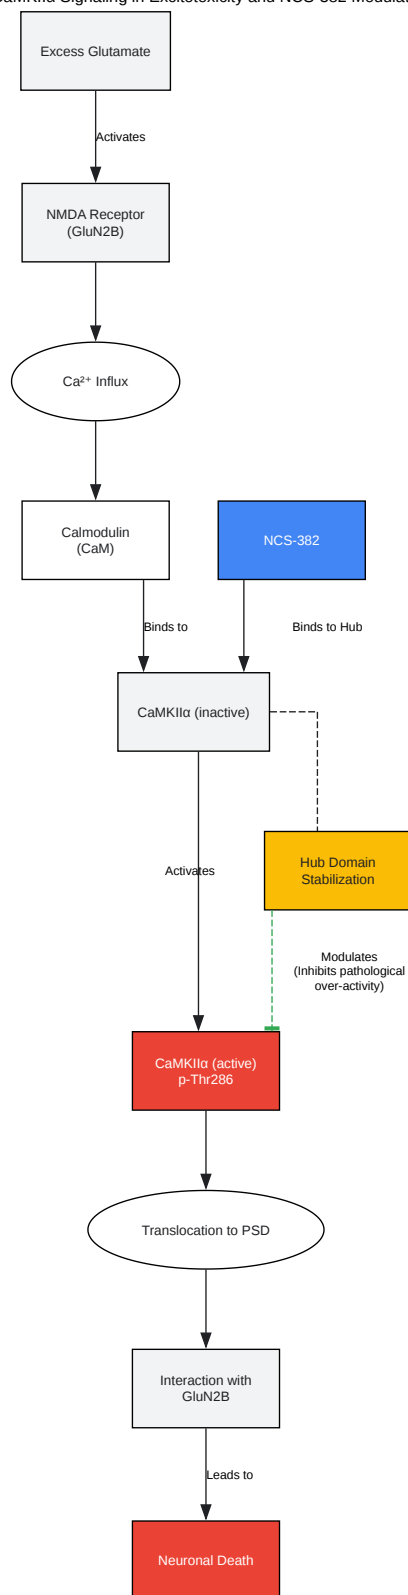 CaMKIIα Signaling in Excitotoxicity and NCS-382 Modulat
Excess Glutamate
Activates
NMDA Receptor
(GluN2B)
Ca²⁺ Influx
Calmodulin
(CaM)
NCS-382
Binds to
Binds to Hub
CaMKIIα (inactive)
Activates
Hub Domain
Stabilization
Modulates
(Inhibits pathological
over-activity)
CaMKIIα (active)
p-Thr286
Translocation to PSD
Interaction with
GluN2B
Leads to
Neuronal Death